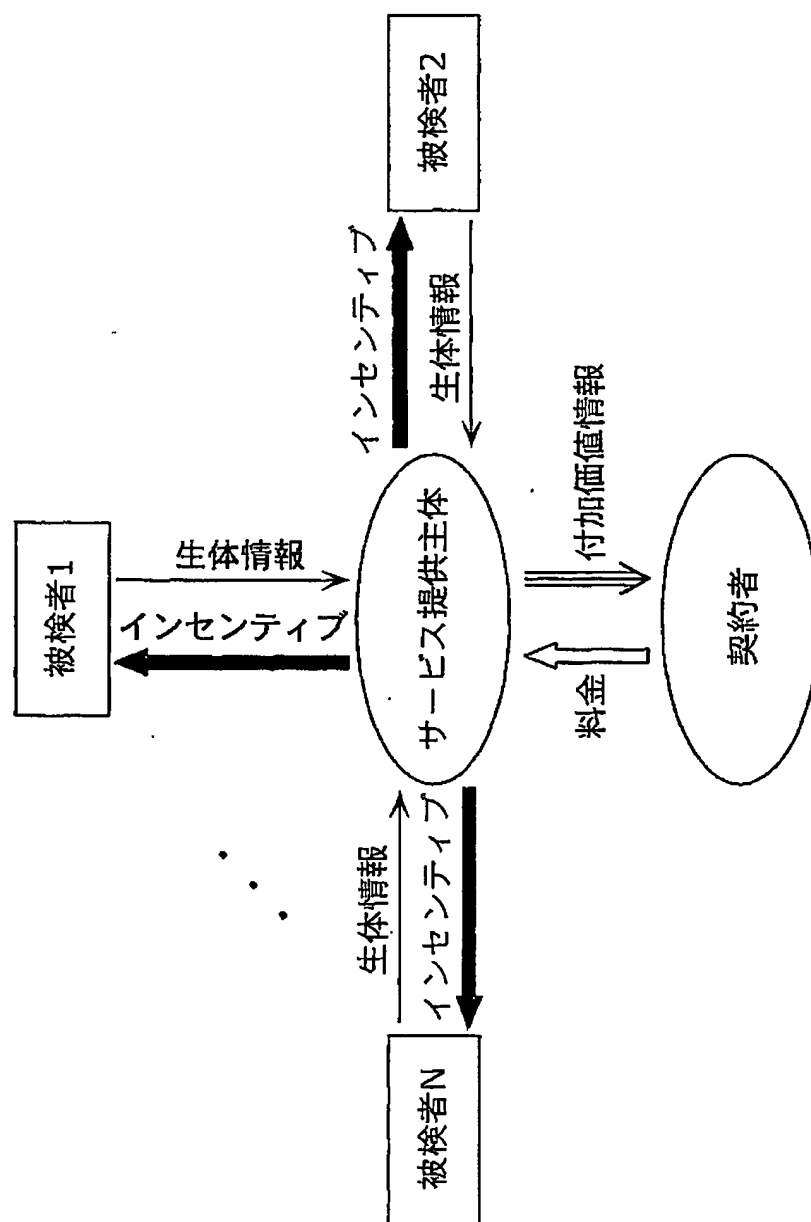 被検者1
生体情報
インセンティブ
被検者2
インセンティブ
生体情報
サービス提供主体
被検者N
生体情報
インセンティブ
付加価値情報
料金
契約者